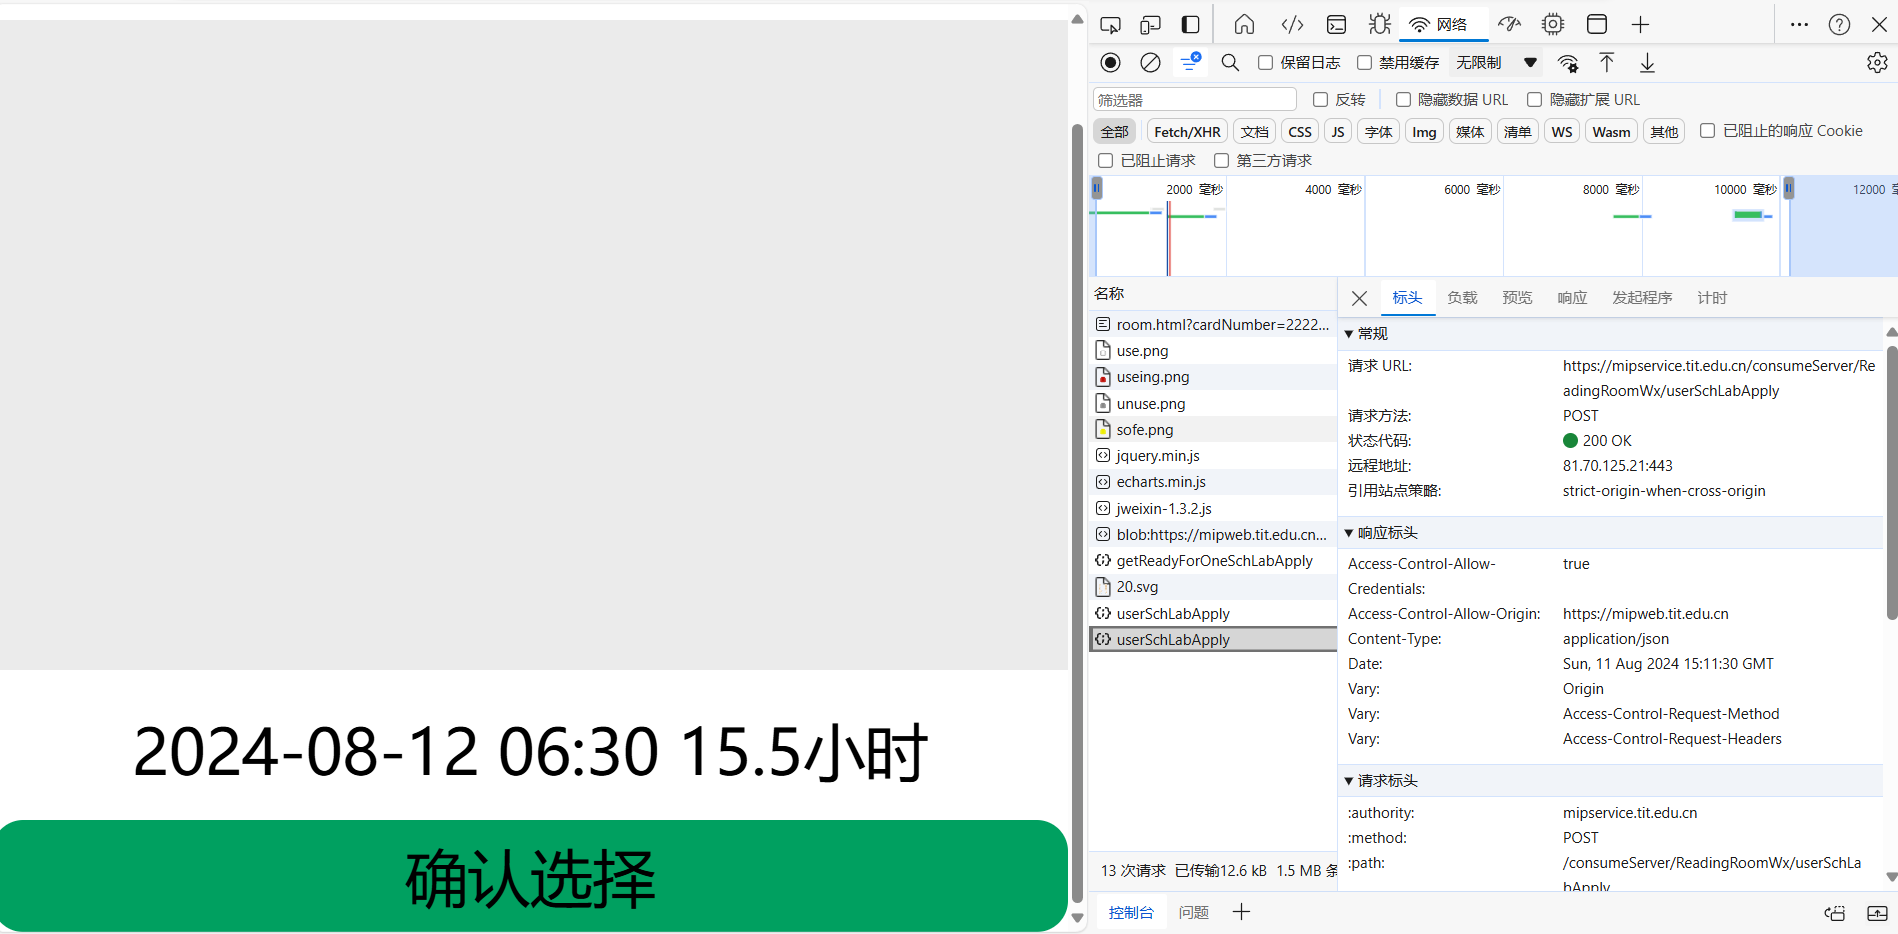 2024-08-12 06:30 15.5小时
确认选择
网络
保留日志
禁用缓存
无限制
筛选器
反转
隐藏数据 URL
隐藏扩展 URL
全部
Fetch/XHR
文档
CSS
JS
字体
Img
媒体
清单
WS
Wasm
其他
已阻止的响应 Cookie
已阻止请求
第三方请求
2000 毫秒
4000 毫秒
6000 毫秒
8000 毫秒
10000 毫秒
12000
名称
room.html?cardNumber=2222...
use.png
useing.png
unuse.png
sofe.png
jquery.min.js
echarts.min.js
jweixin-1.3.2.js
blob:https://mipweb.tit.edu.cn...
getReadyForOneSchLabApply
20.svg
userSchLabApply
userSchLabApply
13 次请求 已传输12.6 kB 1.5 MB 条
标头
负载
预览
响应
发起程序
计时
常规
请求 URL: https://mipservice.tit.edu.cn/consumeServer/Re
adingRoomWx/userSchLabApply
请求方法: POST
状态代码: 200 OK
远程地址: 81.70.125.21:443
引用站点策略: strict-origin-when-cross-origin
响应标头
Access-Control-Allow- true
Credentials:
Access-Control-Allow-Origin: https://mipweb.tit.edu.cn
Content-Type: application/json
Date: Sun, 11 Aug 2024 15:11:30 GMT
Vary: Origin
Vary: Access-Control-Request-Method
Vary: Access-Control-Request-Headers
请求标头
:authority: mipservice.tit.edu.cn
:method: POST
:path: /consumeServer/ReadingRoomWx/userSchLa
bApply
控制台
问题